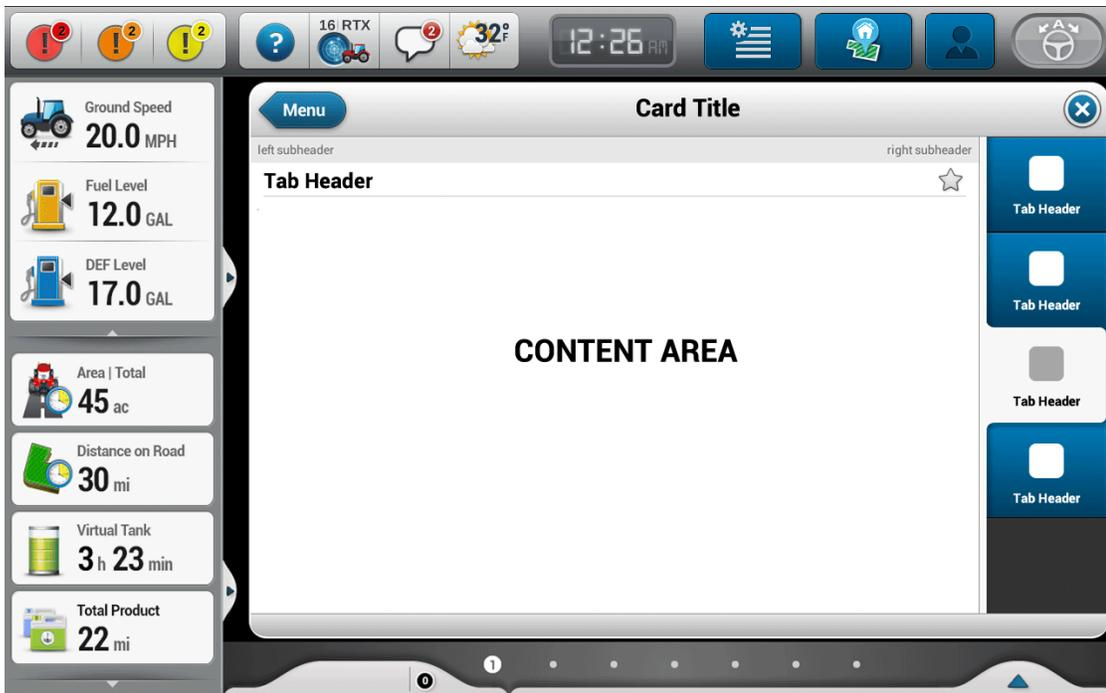 2
2
2
?
16 RTX
2
32°F
12:26 AM
A
Ground Speed
20.0 MPH
Fuel Level
12.0 GAL
DEF Level
17.0 GAL
Area | Total
45 ac
Distance on Road
30 mi
Virtual Tank
3 h 23 min
Total Product
22 mi
Menu
Card Title
left subheader
right subheader
Tab Header
CONTENT AREA
Tab Header
Tab Header
Tab Header
Tab Header
1
0